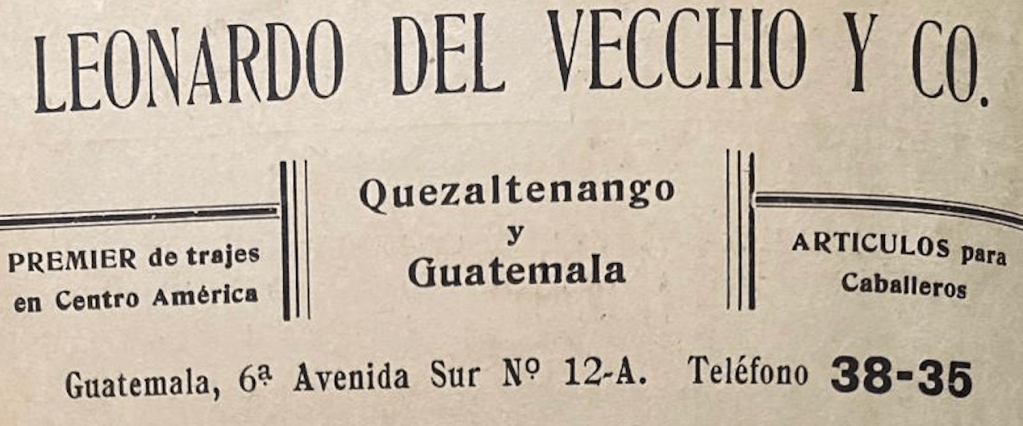 LEONARDO DEL VECCHIO Y CO.
PREMIER de trajes
en Centro América
Quezaltenango
y
Guatemala
ARTICULOS para
Caballeros
Guatemala, 6ª Avenida Sur Nº 12-A. Teléfono 38-35